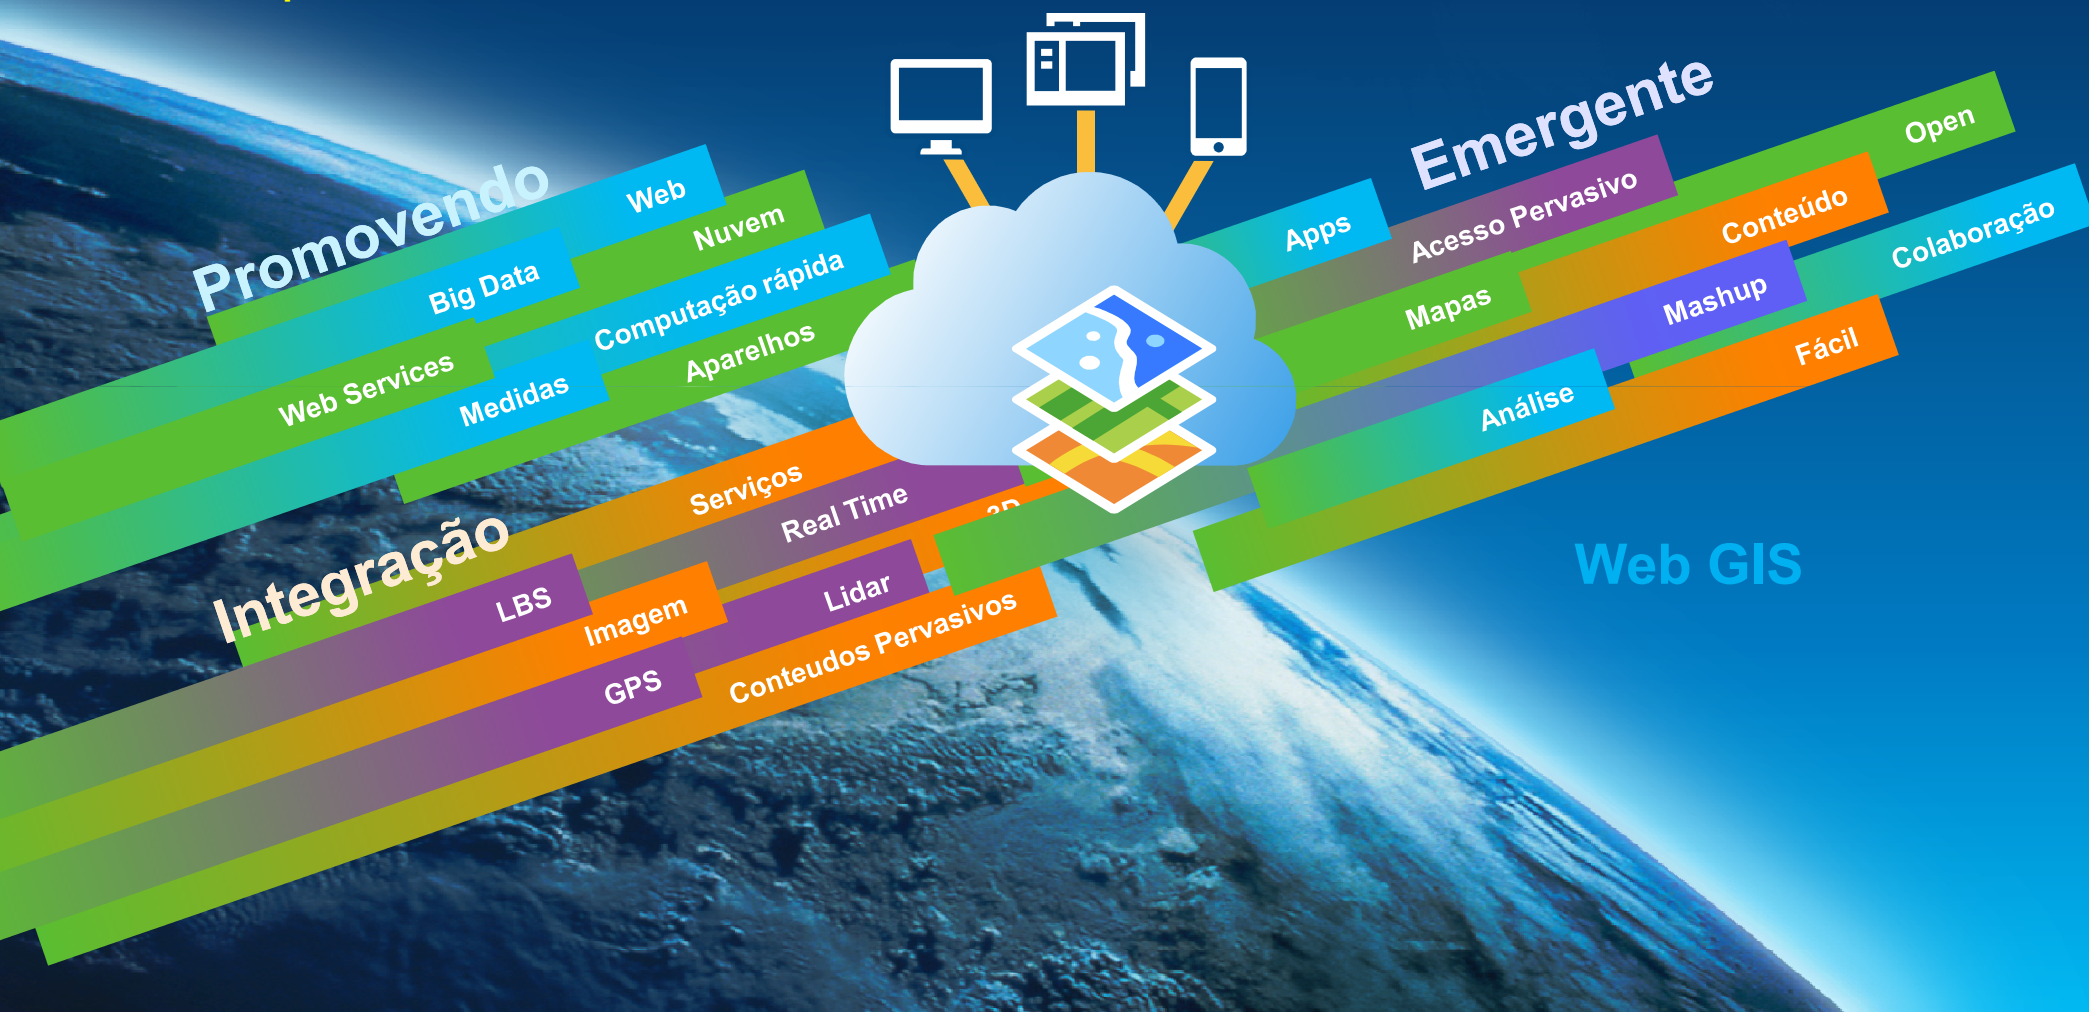 Promovendo
Web
Nuvem
Big Data
Computação rápida
Web Services
Medidas
Aparelhos
Integração
Serviços
Real Time
3D
LBS
Imagem
Lidar
GPS
Conteudos Pervasivos
Emergente
Apps
Acesso Pervasivo
Open
Mapas
Conteúdo
Colaboração
Mashup
Análise
Fácil
Web GIS